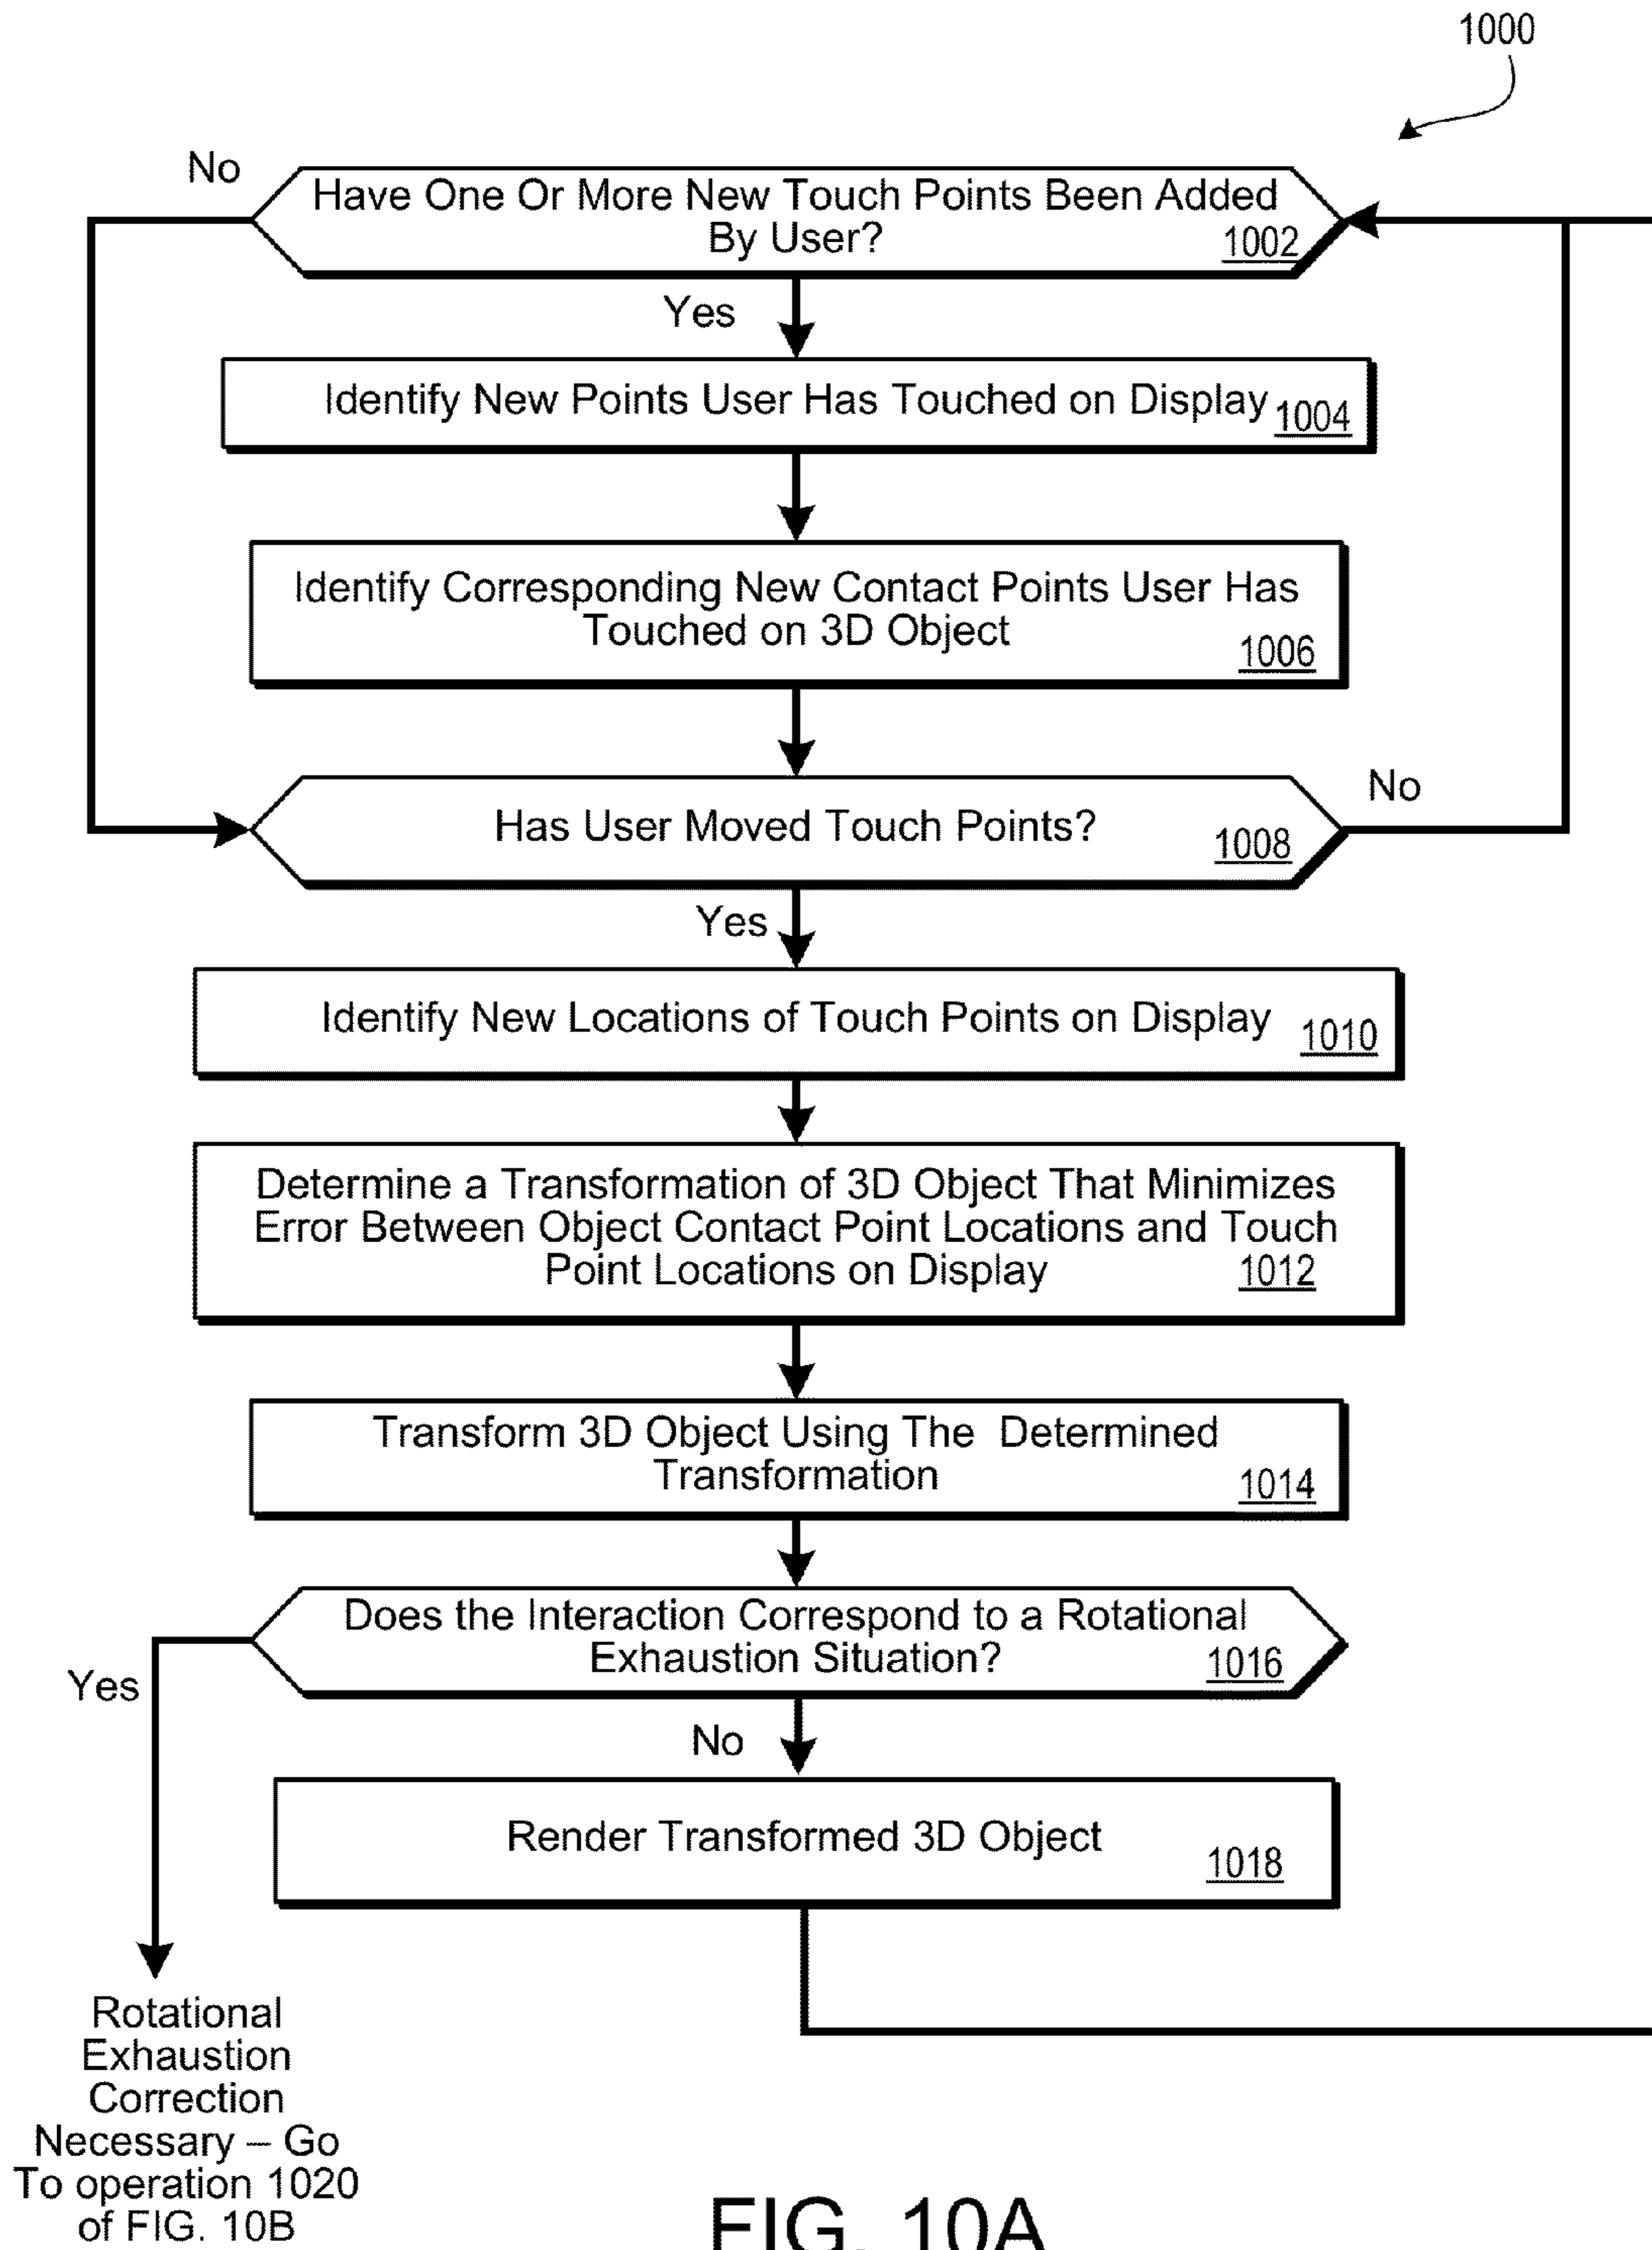 1000
No
Have One Or More New Touch Points Been Added
By User?
1002
Yes
Identify New Points User Has Touched on Display
1004
Identify Corresponding New Contact Points User Has
Touched on 3D Object
1006
Has User Moved Touch Points?
1008
No
Yes
Identify New Locations of Touch Points on Display
1010
Determine a Transformation of 3D Object That Minimizes
Error Between Object Contact Point Locations and Touch
Point Locations on Display
1012
Transform 3D Object Using The Determined
Transformation
1014
Does the Interaction Correspond to a Rotational
Exhaustion Situation?
1016
Yes
No
Render Transformed 3D Object
1018
Rotational
Exhaustion
Correction
Necessary – Go
To operation 1020
of FIG. 10B
FIG. 10A